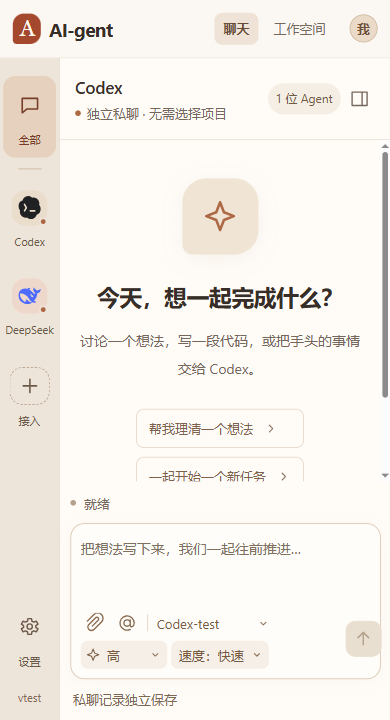 A AI-gent
聊天
工作空间
我
全部
Codex
DeepSeek
接入
设置
vtest
Codex
独立私聊 · 无需选择项目
1 位 Agent
今天，想一起完成什么？
讨论一个想法，写一段代码，或把手头的事情
交给 Codex。
帮我理清一个想法
一起开始一个新任务
就绪
把想法写下来，我们一起往前推进...
Codex-test
高
速度：快速
私聊记录独立保存